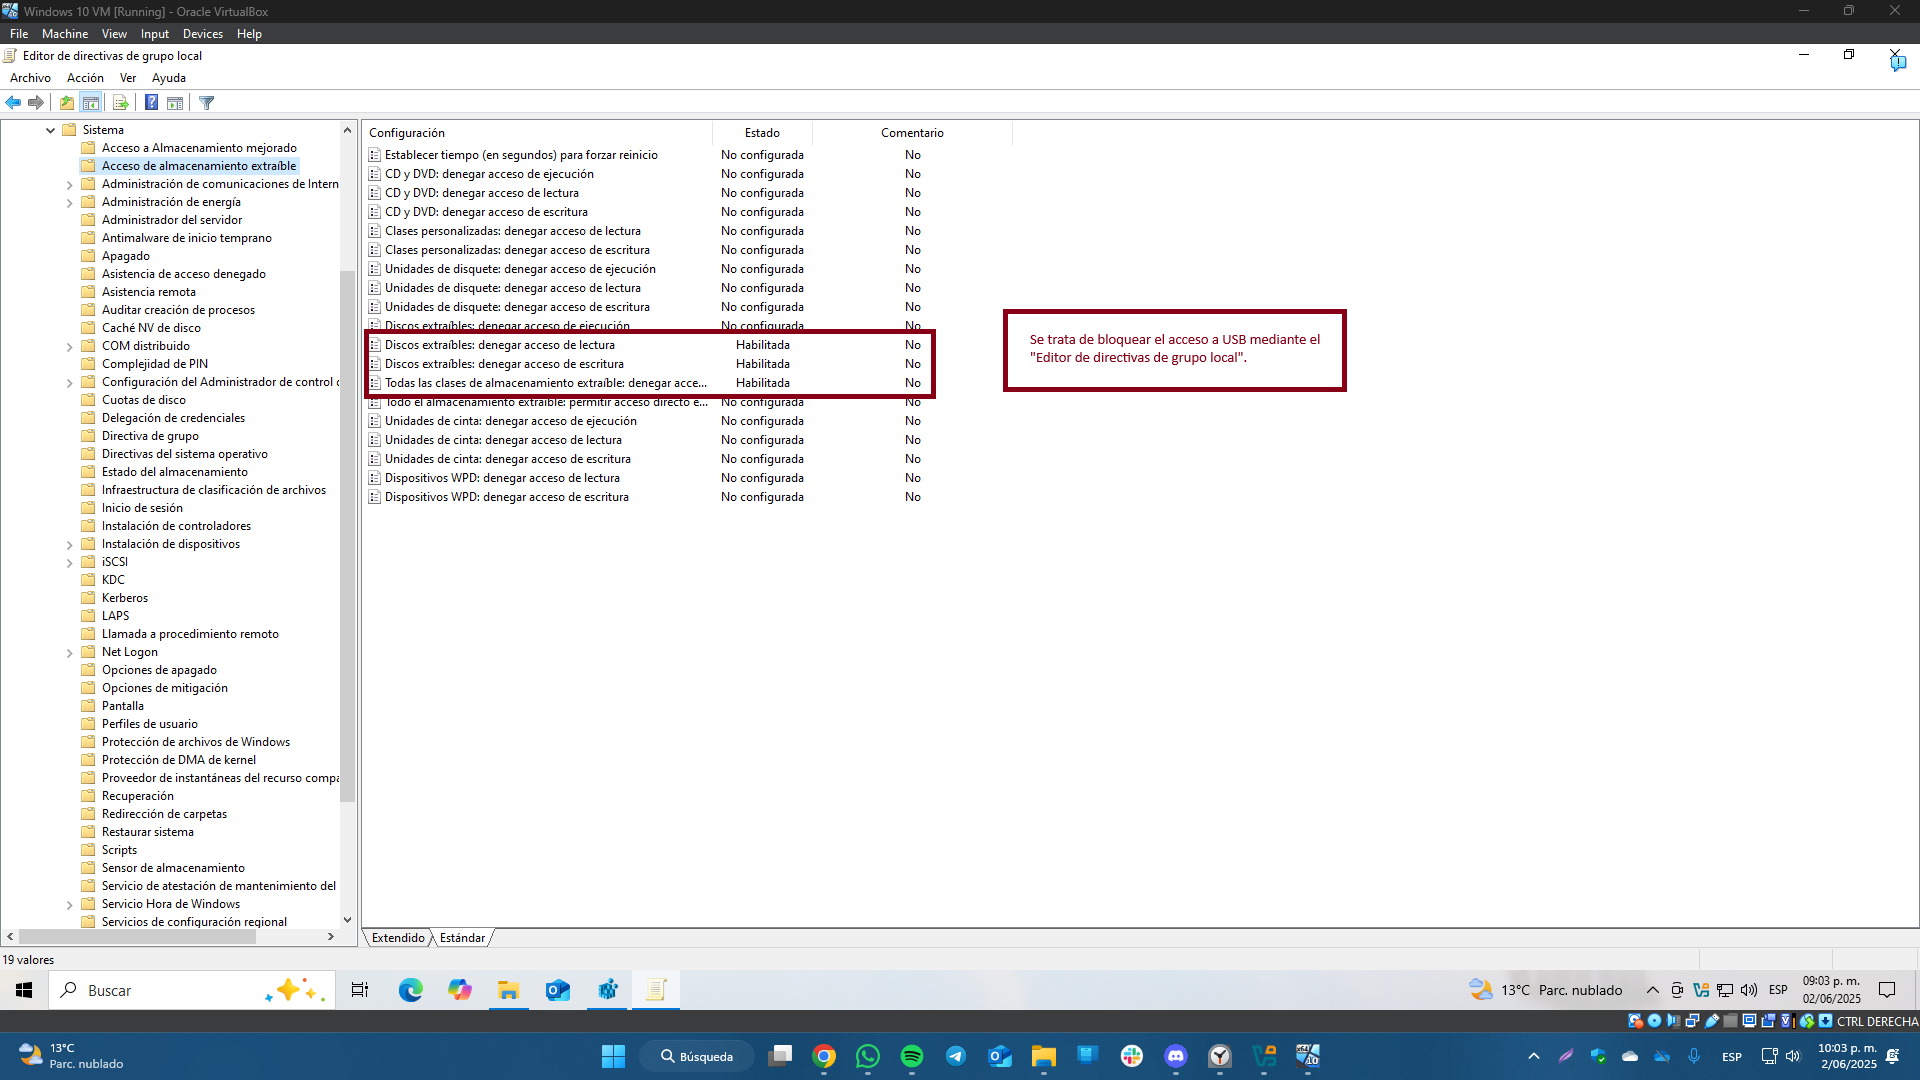 Windows 10 VM [Running] - Oracle VirtualBox
File Machine View Input Devices Help
Editor de directivas de grupo local
Archivo Acción Ver Ayuda
Sistema
Acceso a Almacenamiento mejorado
Acceso de almacenamiento extraíble
Administración de comunicaciones de Intern
Administración de energía
Administrador del servidor
Antimalware de inicio temprano
Apagado
Asistencia de acceso denegado
Asistencia remota
Auditar creación de procesos
Caché NV de disco
COM distribuido
Complejidad de PIN
Configuración del Administrador de control
Cuotas de disco
Delegación de credenciales
Directiva de grupo
Directivas del sistema operativo
Estado del almacenamiento
Infraestructura de clasificación de archivos
Inicio de sesión
Instalación de controladores
Instalación de dispositivos
iSCSI
KDC
Kerberos
LAPS
Llamada a procedimiento remoto
Net Logon
Opciones de apagado
Opciones de mitigación
Pantalla
Perfiles de usuario
Protección de archivos de Windows
Protección de DMA de kernel
Proveedor de instantáneas del recurso compa
Recuperación
Redirección de carpetas
Restaurar sistema
Scripts
Sensor de almacenamiento
Servicio de atestación de mantenimiento del
Servicio Hora de Windows
Servicios de configuración regional
Configuración Estado Comentario
Establecer tiempo (en segundos) para forzar reinicio No configurada No
CD y DVD: denegar acceso de ejecución No configurada No
CD y DVD: denegar acceso de lectura No configurada No
CD y DVD: denegar acceso de escritura No configurada No
Clases personalizadas: denegar acceso de lectura No configurada No
Clases personalizadas: denegar acceso de escritura No configurada No
Unidades de disquete: denegar acceso de ejecución No configurada No
Unidades de disquete: denegar acceso de lectura No configurada No
Unidades de disquete: denegar acceso de escritura No configurada No
Discos extraíbles: denegar acceso de ejecución No configurada No
Discos extraíbles: denegar acceso de lectura Habilitada No
Discos extraíbles: denegar acceso de escritura Habilitada No
Todas las clases de almacenamiento extraíble: denegar acce... Habilitada No
Todo el almacenamiento extraíble: permitir acceso directo e... No configurada No
Unidades de cinta: denegar acceso de ejecución No configurada No
Unidades de cinta: denegar acceso de lectura No configurada No
Unidades de cinta: denegar acceso de escritura No configurada No
Dispositivos WPD: denegar acceso de lectura No configurada No
Dispositivos WPD: denegar acceso de escritura No configurada No
Se trata de bloquear el acceso a USB mediante el
"Editor de directivas de grupo local".
Extendido Estándar
19 valores
Buscar
13°C Parc. nublado
ESP
09:03 p. m.
02/06/2025
CTRL DERECHA
13°C
Parc. nublado
Búsqueda
ESP
10:03 p. m.
2/06/2025